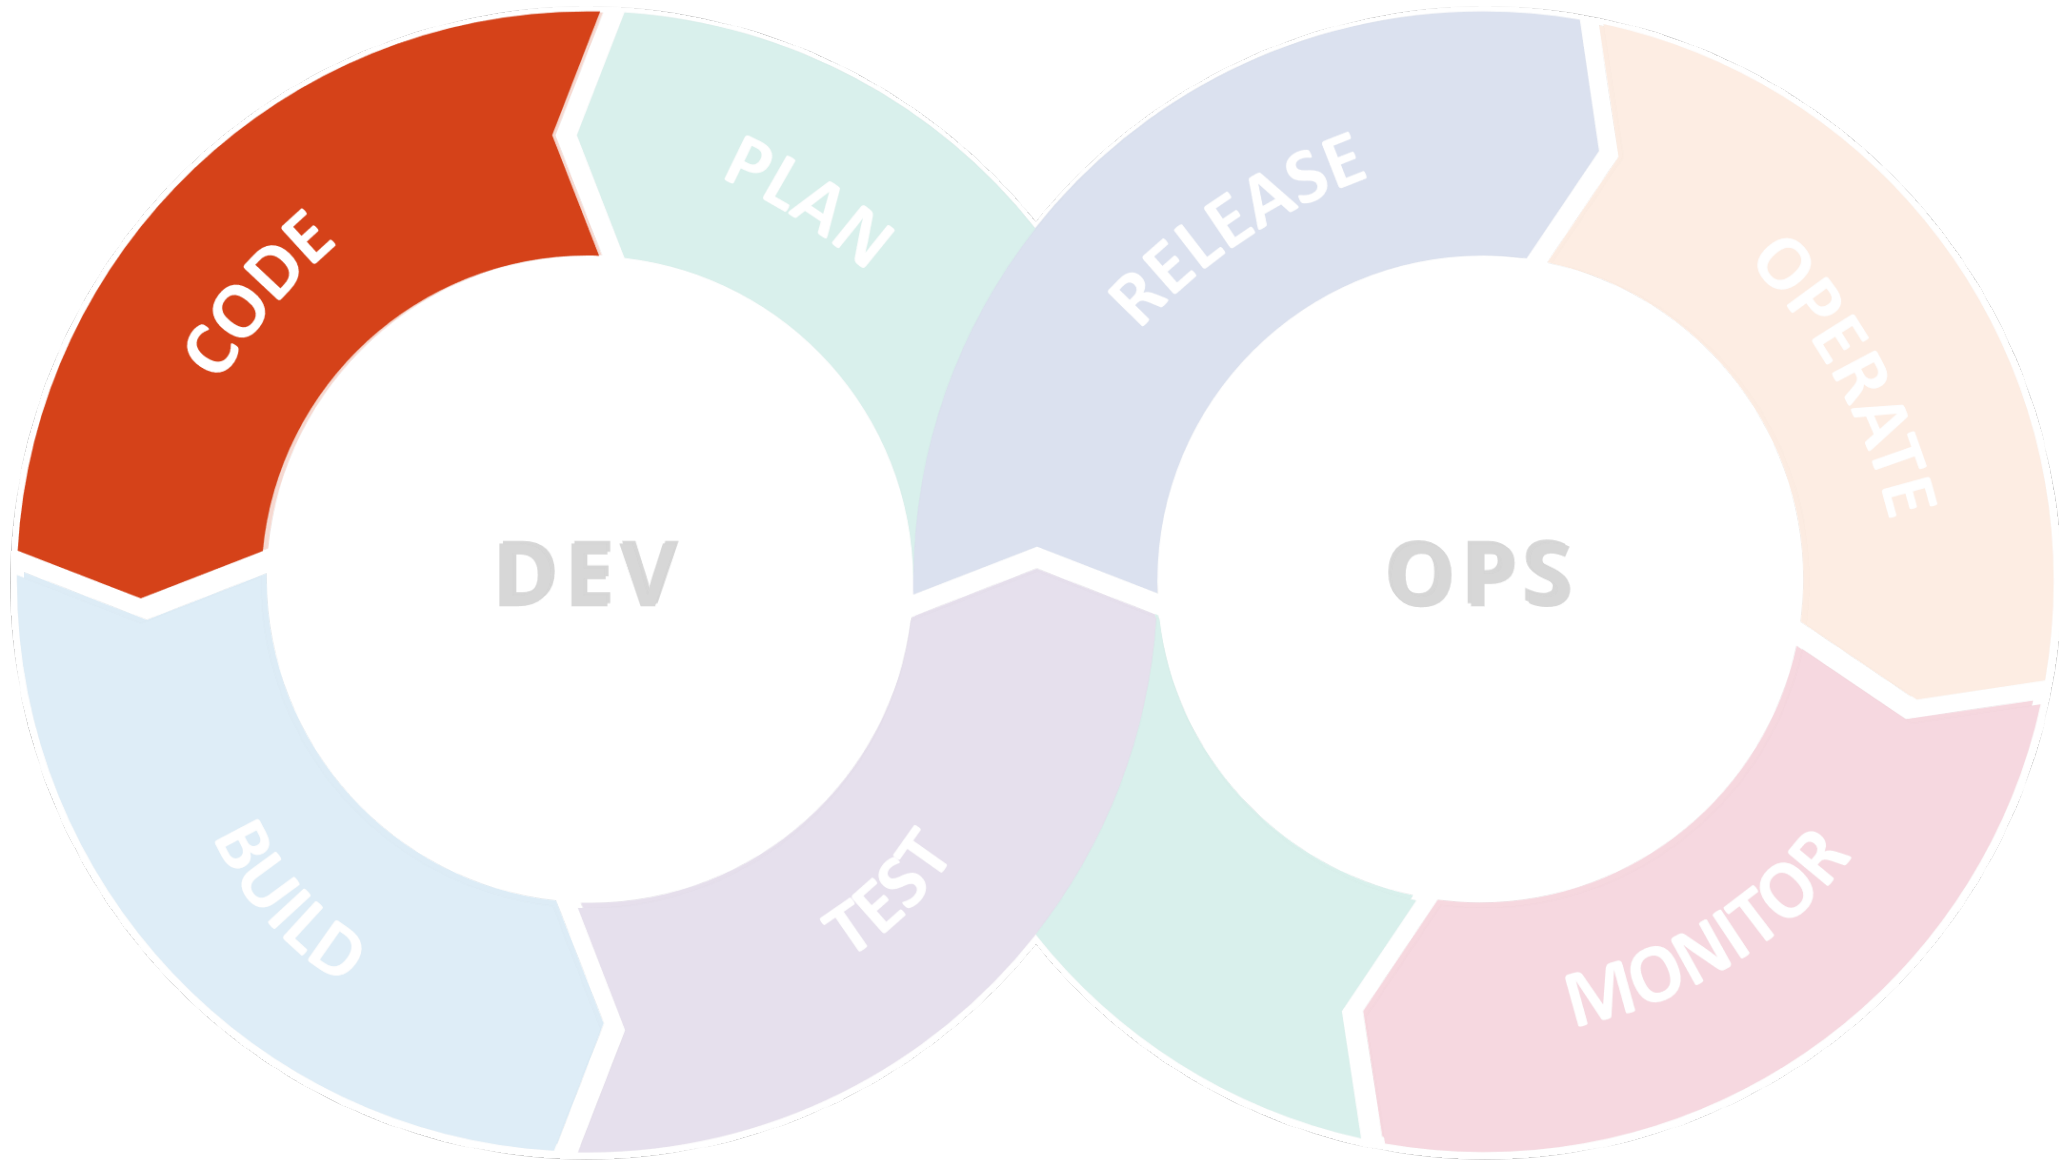 CODE
PLAN
RELEASE
OPERATE
DEV
OPS
BUILD
TEST
MONITOR